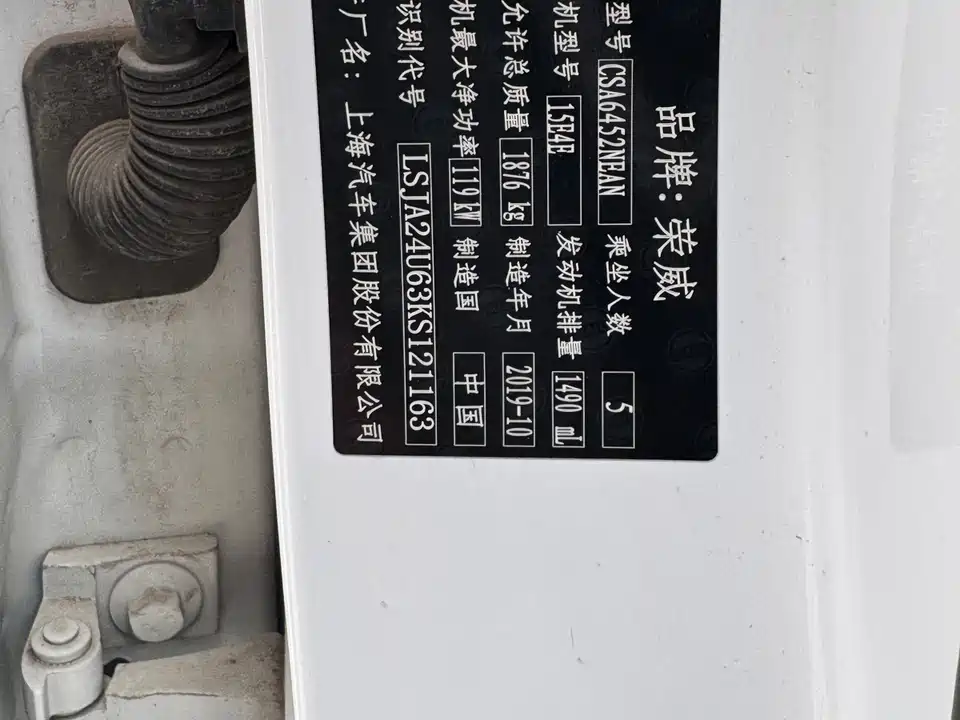 品牌: 荣威
型号 CSA6452NEAN 乘坐人数 5
机型号 15E4E 发动机排量 1490 mL
允许总质量 1876 kg 制造年月 2019-10
机最大净功率 119 kW 制造国 中国
识别代号 LSJA24U63KS121163
厂名: 上海汽车集团股份有限公司